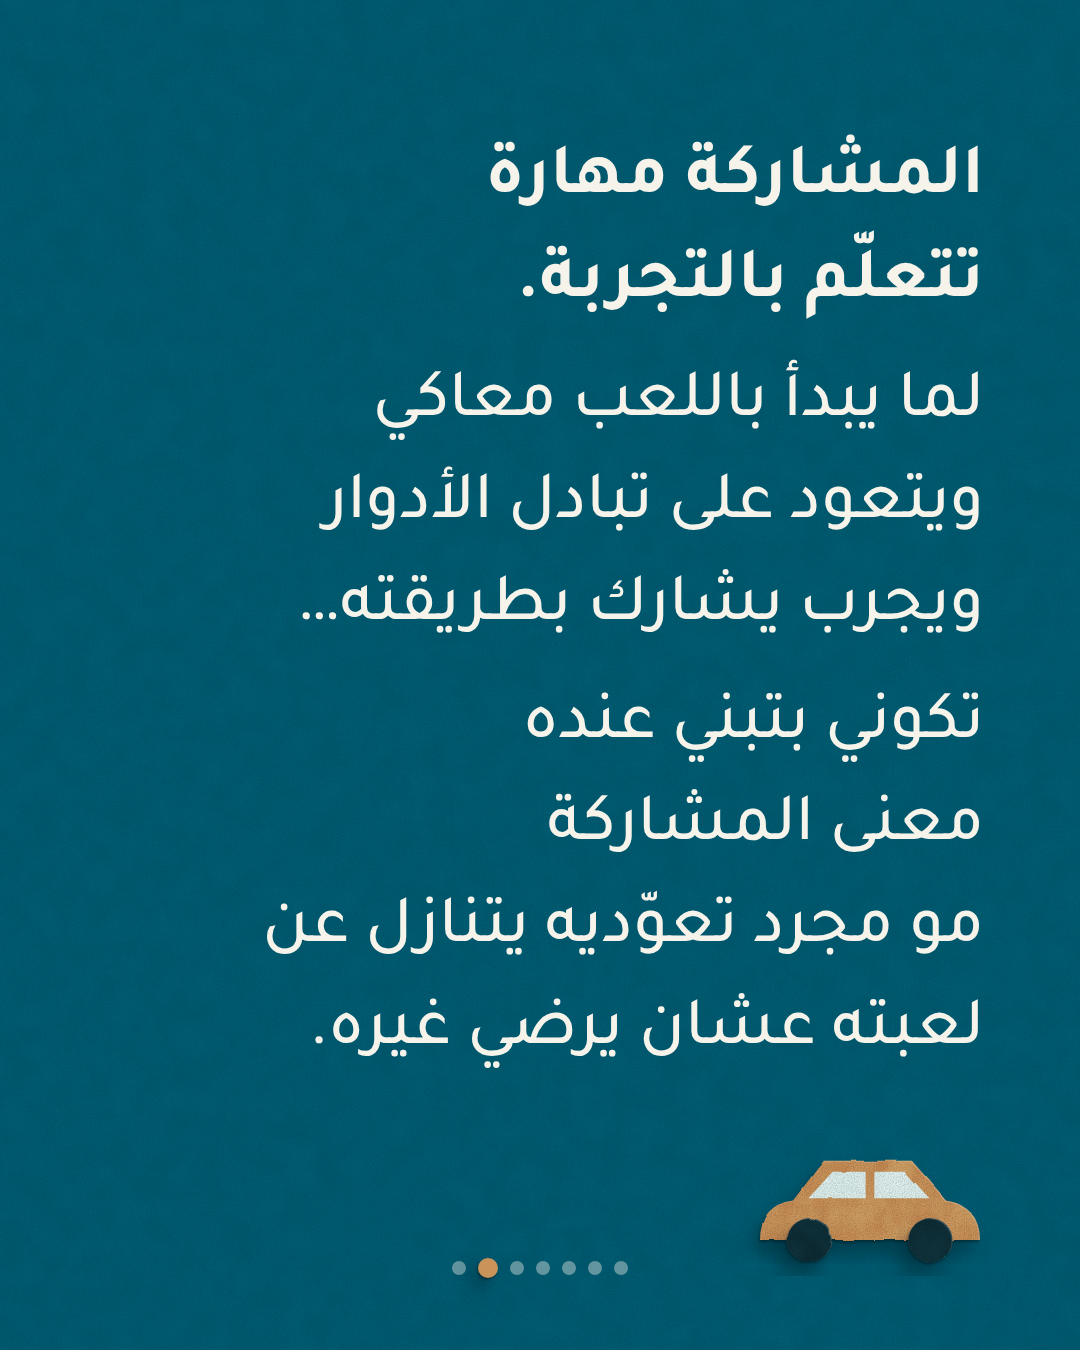 المشاركة مهارة
تتعلّم بالتجربة.
لما يبدأ باللعب معاكي
ويتعود على تبادل الأدوار
ويجرب يشارك بطريقته...
تكوني بتبني عنده
معنى المشاركة
مو مجرد تعوّديه يتنازل عن
لعبته عشان يرضي غيره.